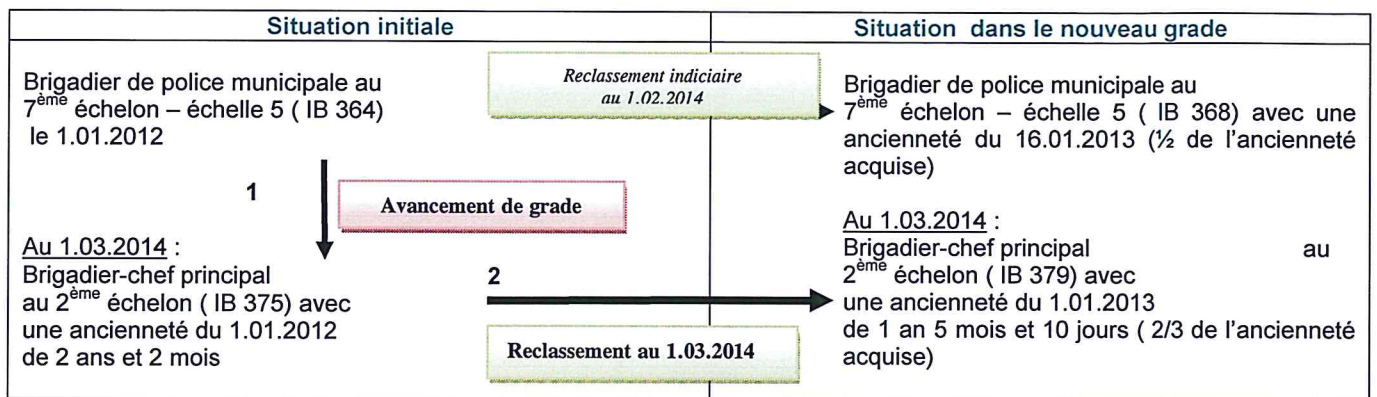 Situation initiale
Situation dans le nouveau grade
Brigadier de police municipale au
7ème échelon – échelle 5 ( IB 364)
le 1.01.2012
Reclassement indiciaire
au 1.02.2014
Brigadier de police municipale au
7ème échelon – échelle 5 ( IB 368) avec une
ancienneté du 16.01.2013 (½ de l'ancienneté
acquise)
1
Avancement de grade
Au 1.03.2014 :
Brigadier-chef principal
au 2ème échelon ( IB 375) avec
une ancienneté du 1.01.2012
de 2 ans et 2 mois
2
Reclassement au 1.03.2014
Au 1.03.2014 :
Brigadier-chef principal au
2ème échelon ( IB 379) avec
une ancienneté du 1.01.2013
de 1 an 5 mois et 10 jours ( 2/3 de l'ancienneté
acquise)